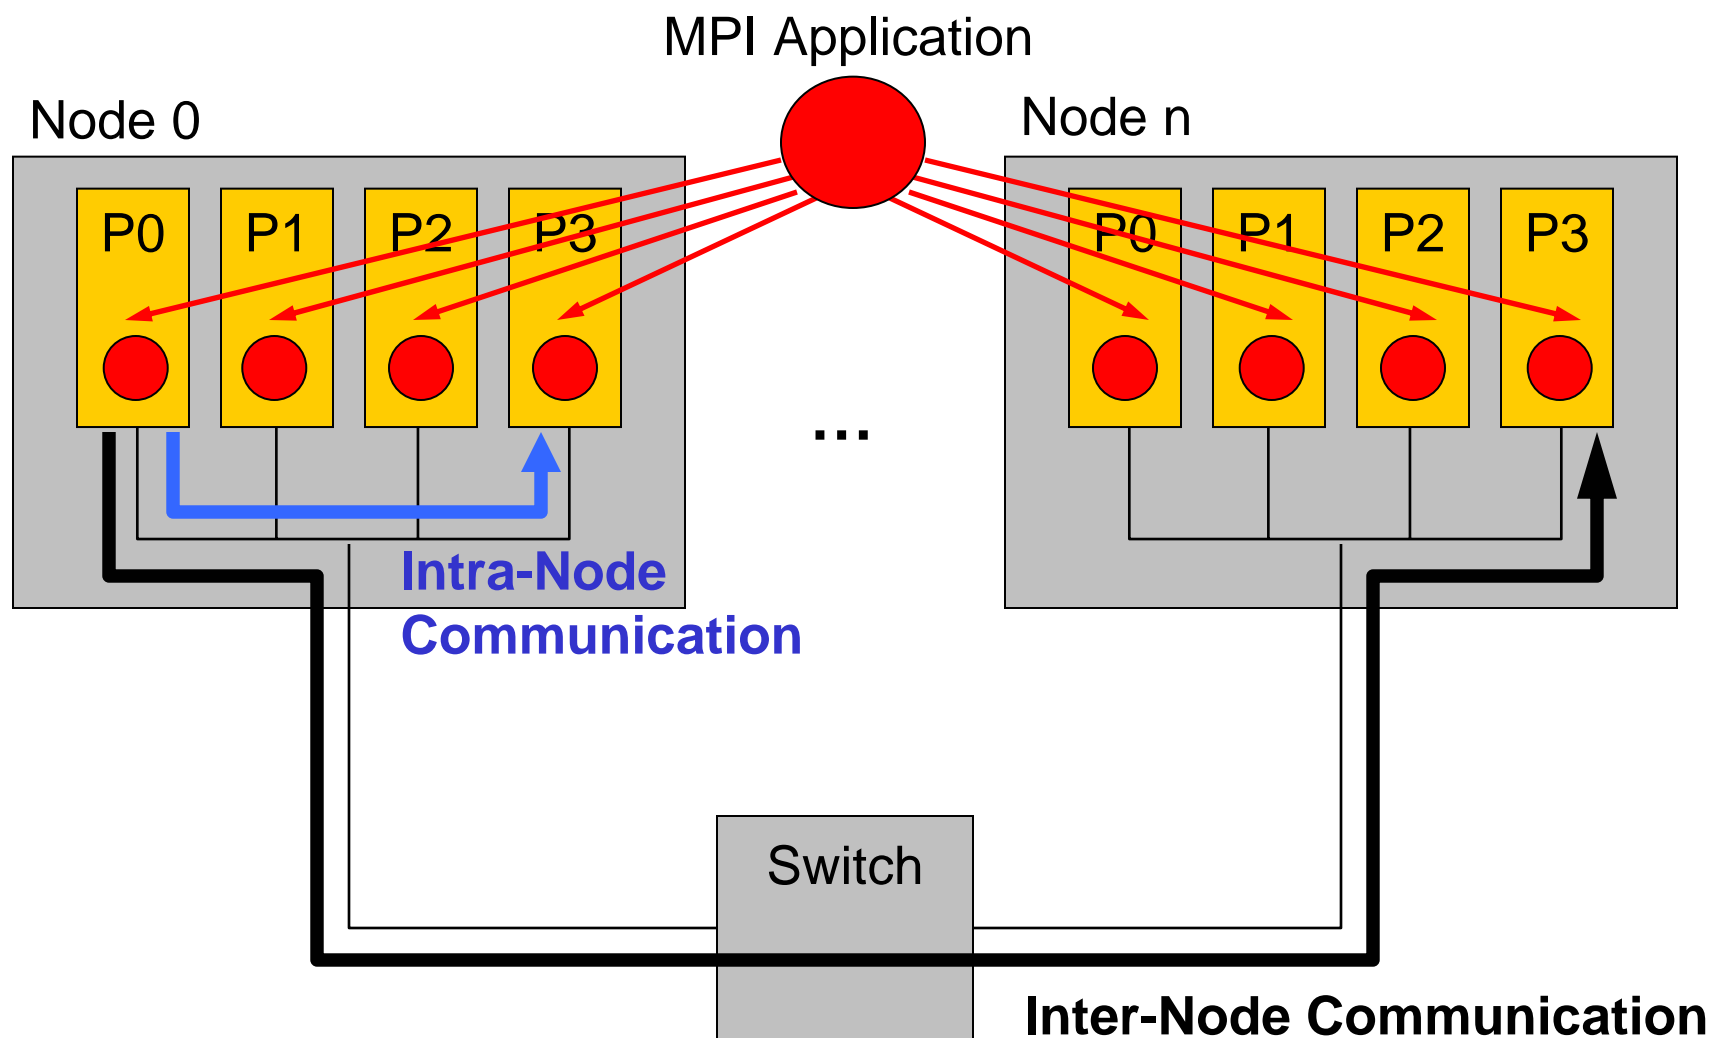 MPI Application
Node 0
Node n
P0 P1 P2 P3
P0 P1 P2 P3
...
Intra-Node
Communication
Switch
Inter-Node Communication